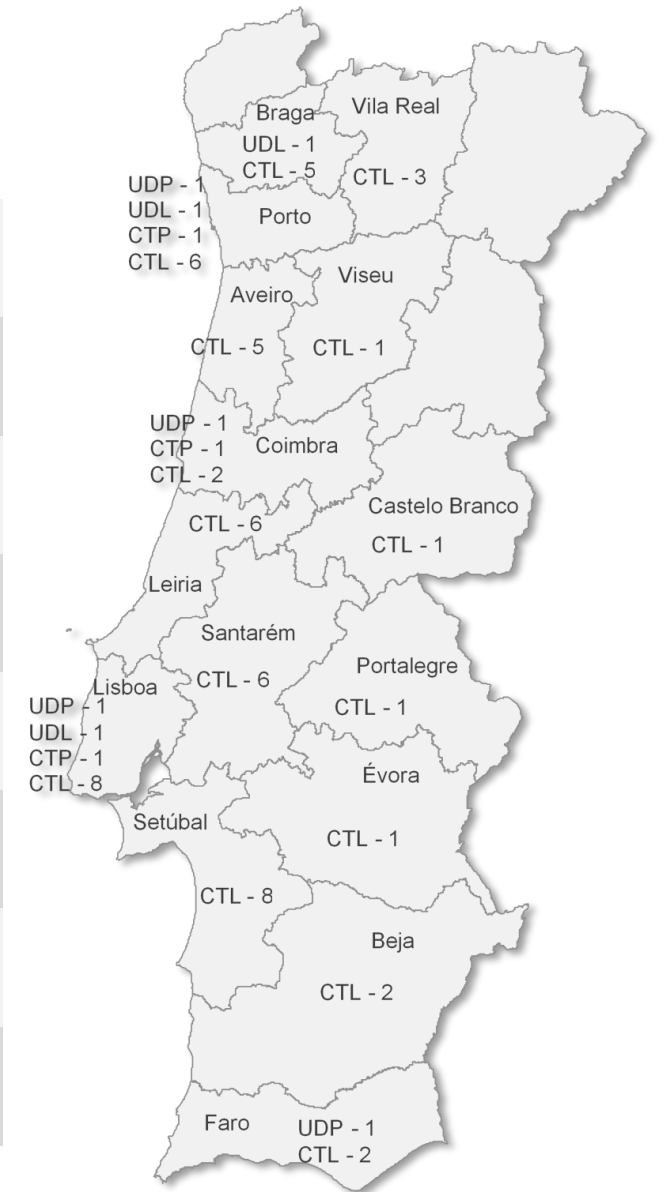 Braga
UDL - 1
CTL - 5
Vila Real
CTL - 3
UDP - 1
UDL - 1
CTP - 1
CTL - 6
Porto
Aveiro
CTL - 5
Viseu
CTL - 1
UDP - 1
CTP - 1
CTL - 2
Coimbra
Castelo Branco
CTL - 1
CTL - 6
Leiria
Santarém
CTL - 6
Portalegre
CTL - 1
Lisboa
UDP - 1
UDL - 1
CTP - 1
CTL - 8
Évora
CTL - 1
Setúbal
CTL - 8
Beja
CTL - 2
Faro
UDP - 1
CTL - 2